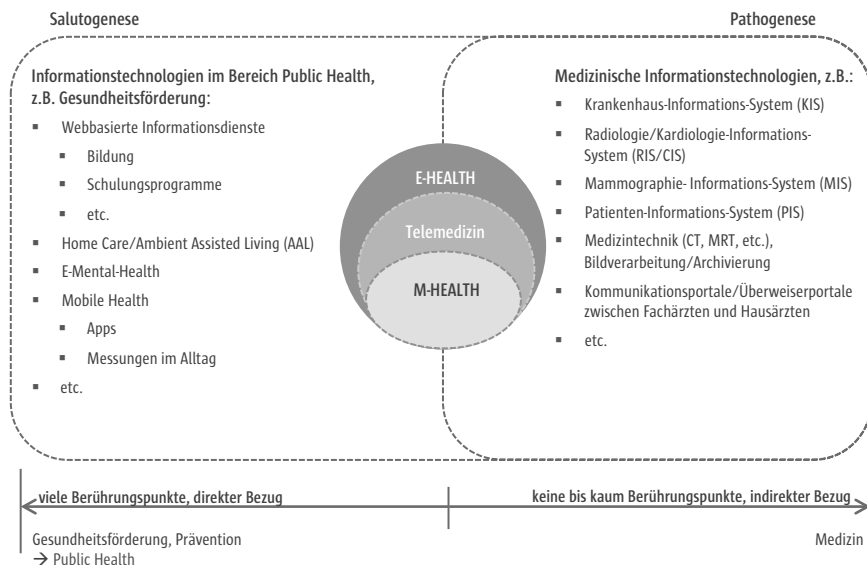 Salutogenese
Pathogenese
Informationstechnologien im Bereich Public Health,
z.B. Gesundheitsförderung:
▪ Webbasierte Informationsdienste
▪ Bildung
▪ Schulungsprogramme
▪ etc.
▪ Home Care/Ambient Assisted Living (AAL)
▪ E-Mental-Health
▪ Mobile Health
▪ Apps
▪ Messungen im Alltag
▪ etc.
E-HEALTH
Telemedizin
M-HEALTH
Medizinische Informationstechnologien, z.B.:
▪ Krankenhaus-Informations-System (KIS)
▪ Radiologie/Kardiologie-Informations-
System (RIS/CIS)
▪ Mammographie- Informations-System (MIS)
▪ Patienten-Informations-System (PIS)
▪ Medizintechnik (CT, MRT, etc.),
Bildverarbeitung/Archivierung
▪ Kommunikationsportale/Überweiserportale
zwischen Fachärzten und Hausärzten
▪ etc.
viele Berührungspunkte, direkter Bezug
keine bis kaum Berührungspunkte, indirekter Bezug
Gesundheitsförderung, Prävention
→ Public Health
Medizin